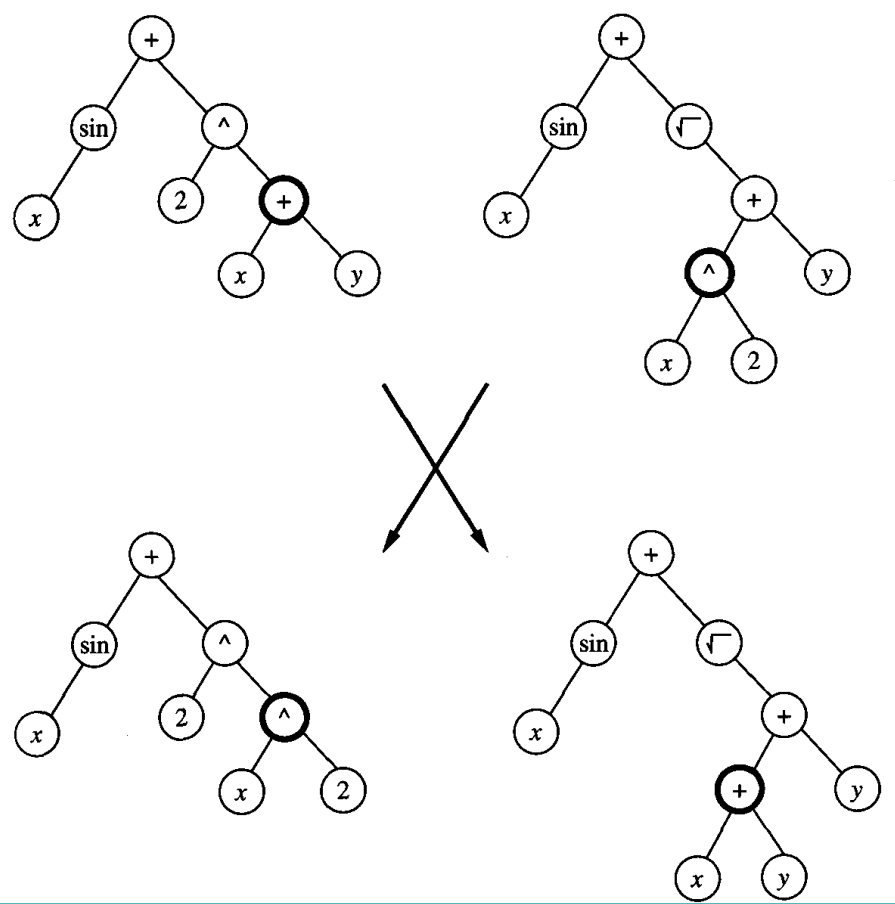 + +
sin ^ sin √
x 2 + x +
x y ^ y
x 2
+ +
sin ^ sin √
x 2 ^ x +
x 2 + y
x y